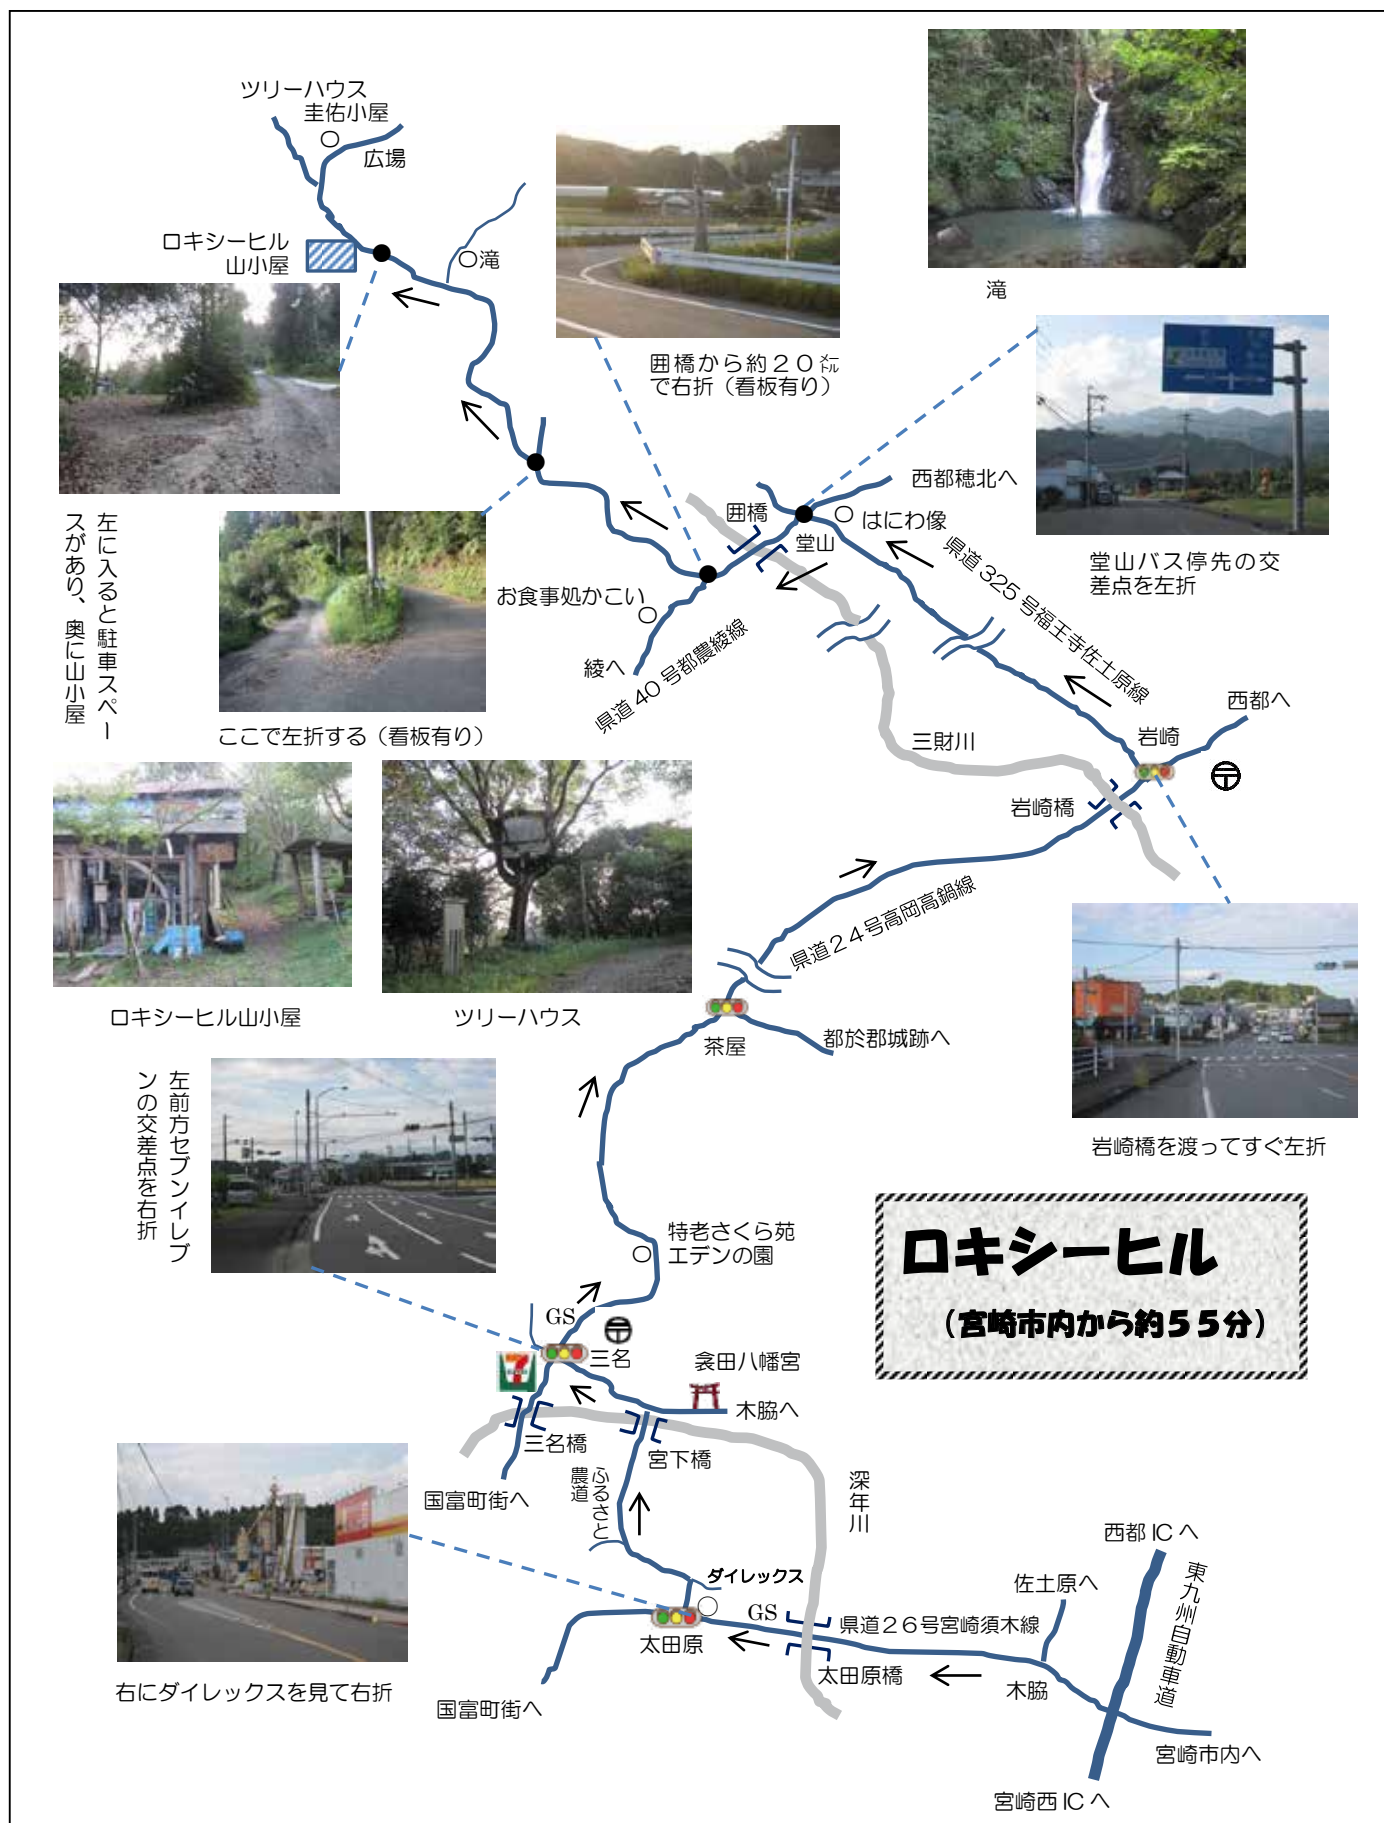 ツリーハウス
圭佑小屋
広場
ロキシーヒル
山小屋
滝
滝
囲橋から約２０メートル
で右折（看板有り）
西都穂北へ
囲橋
はにわ像
堂山
県道325号福王寺佐土原線
堂山バス停先の交
差点を左折
お食事処かこい
綾へ
県道40号都農綾線
左に入ると駐車スペー
スがあり、奥に山小屋
ここで左折する（看板有り）
西都へ
岩崎
三財川
岩崎橋
県道２４号高岡高鍋線
ロキシーヒル山小屋
ツリーハウス
茶屋
都於郡城跡へ
左前方セブンイレブ
ンの交差点を右折
岩崎橋を渡ってすぐ左折
特老さくら苑
エデンの園
ロキシーヒル
（宮崎市内から約５５分）
GS
三名
7
衾田八幡宮
木脇へ
三名橋
宮下橋
国富町街へ
ふるさと
農道
深年川
西都 IC へ
東九州自動車道
佐土原へ
ダイレックス
GS
県道２６号宮崎須木線
太田原
太田原橋
木脇
右にダイレックスを見て右折
国富町街へ
宮崎市内へ
宮崎西 IC へ